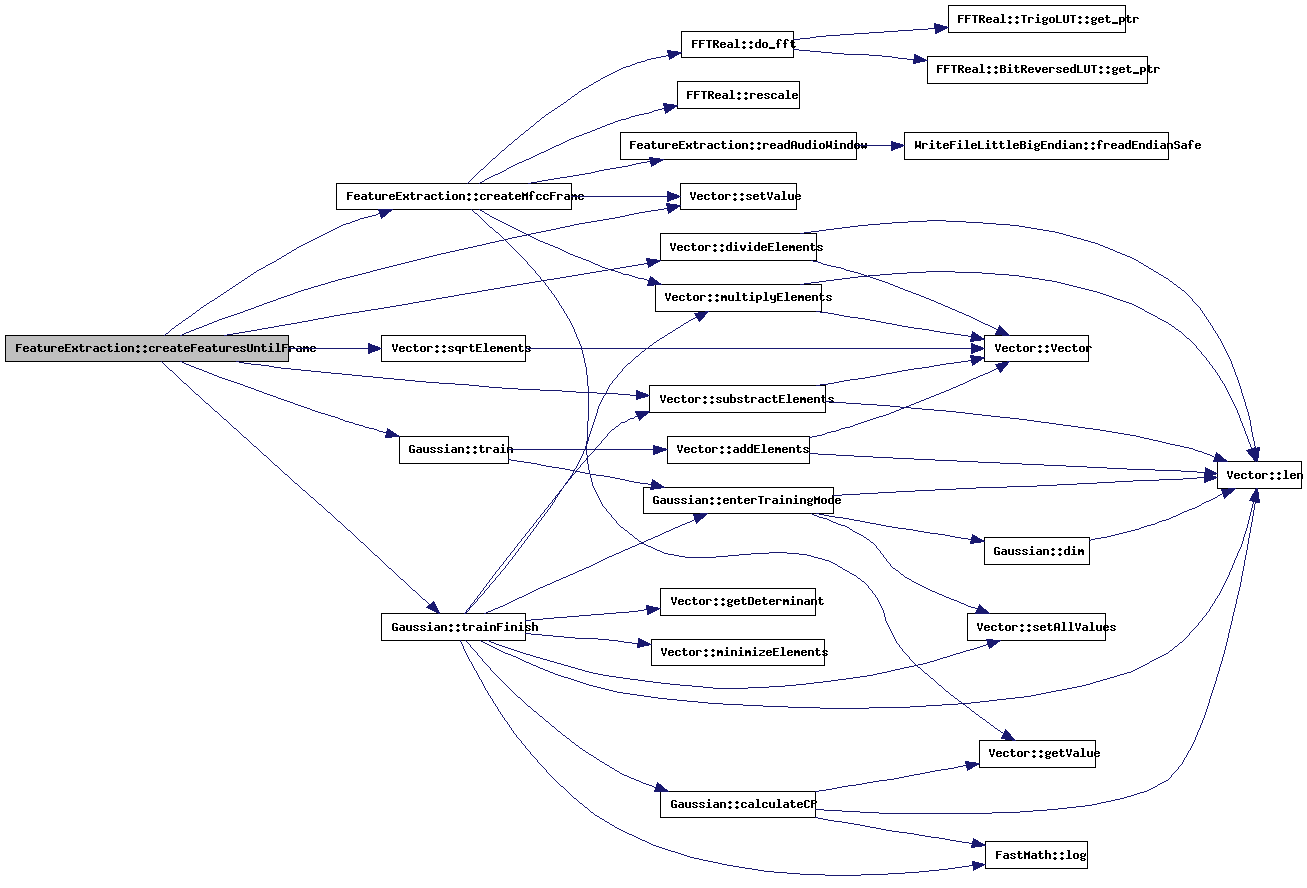 FFTReal::TrigoLUT::get_ptr
FFTReal::do_fft
FFTReal::BitReversedLUT::get_ptr
FFTReal::rescale
FeatureExtraction::readAudioWindow
WriteFileLittleBigEndian::freadEndianSafe
FeatureExtraction::createMfccFrame
Vector::setValue
Vector::divideElements
Vector::multiplyElements
FeatureExtraction::createFeaturesUntilFrame
Vector::sqrtElements
Vector::Vector
Vector::substractElements
Gaussian::train
Vector::addElements
Vector::len
Gaussian::enterTrainingMode
Gaussian::dim
Vector::getDeterminant
Gaussian::trainFinish
Vector::setAllValues
Vector::minimizeElements
Vector::getValue
Gaussian::calculateCP
FastMath::log